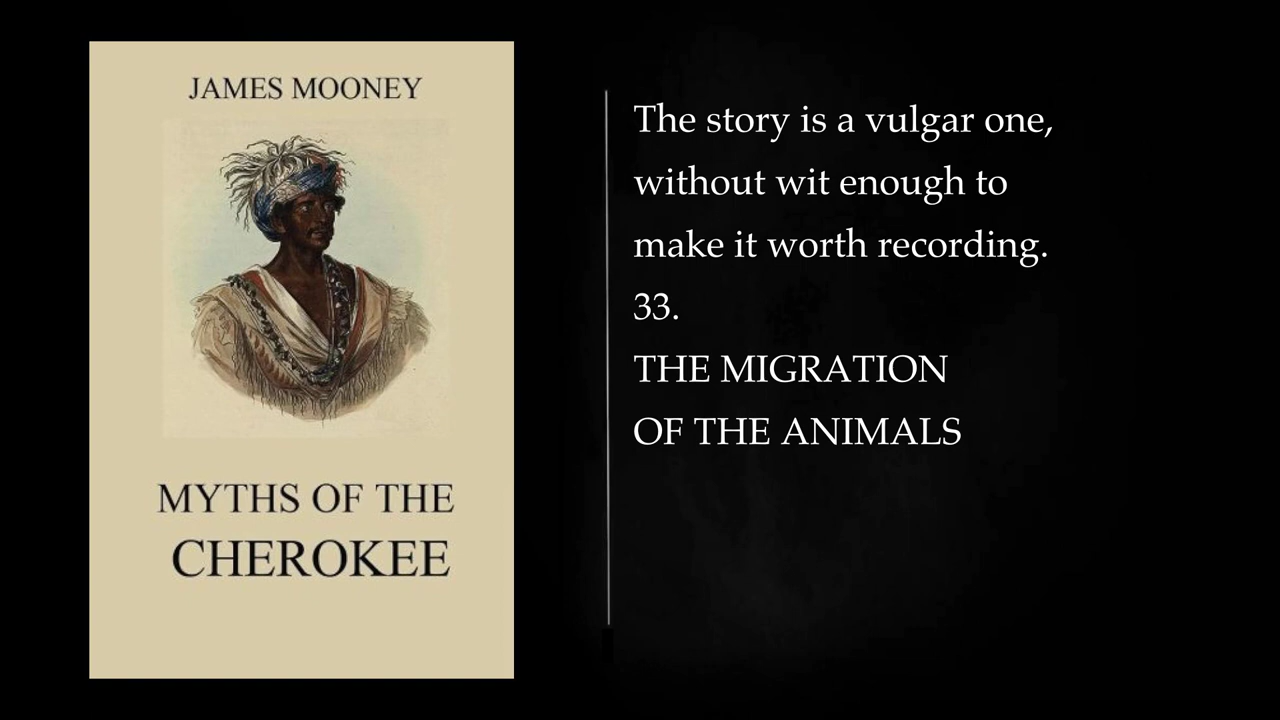 JAMES MOONEY
MYTHS OF THE
CHEROKEE
The story is a vulgar one,
without wit enough to
make it worth recording.
33.
THE MIGRATION
OF THE ANIMALS